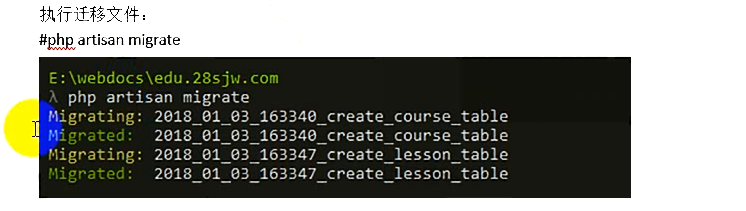 执行迁移文件：
#php artisan migrate
E:\webdocs\edu.28sjw.com
λ php artisan migrate
Migrating: 2018_01_03_163340_create_course_table
Migrated:  2018_01_03_163340_create_course_table
Migrating: 2018_01_03_163347_create_lesson_table
Migrated:  2018_01_03_163347_create_lesson_table